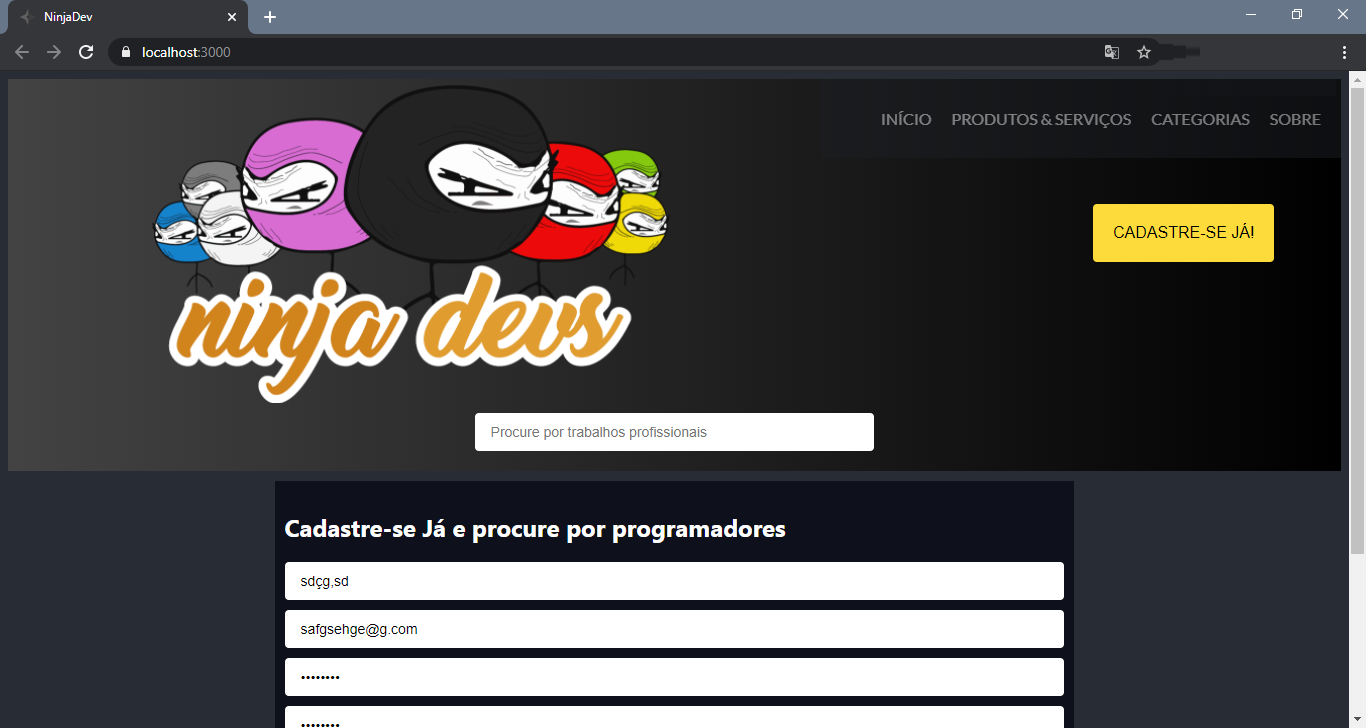 NinjaDev
localhost:3000
INÍCIO PRODUTOS & SERVIÇOS CATEGORIAS SOBRE
CADASTRE-SE JÁ!
ninja devs
Procure por trabalhos profissionais
Cadastre-se Já e procure por programadores
sdçg,sd
safgsehge@g.com
••••••••
••••••••